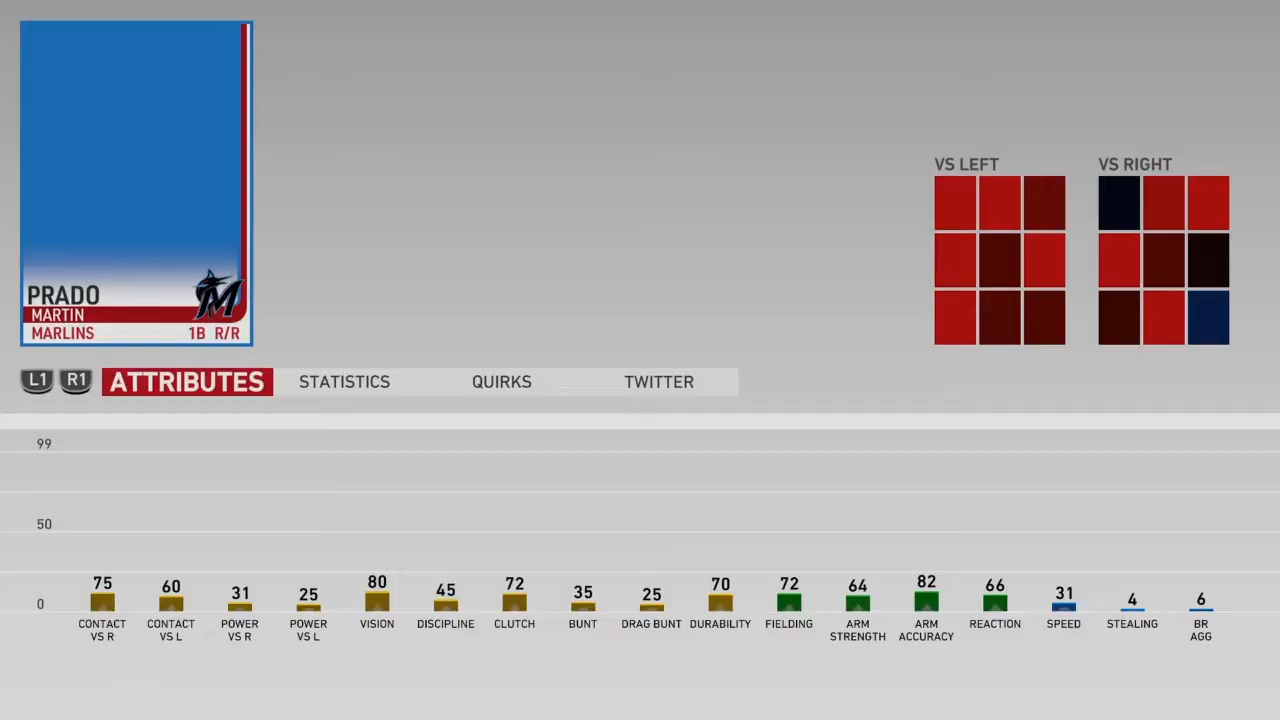 PRADO
MARTIN
MARLINS 1B R/R
M
VS LEFT
VS RIGHT
L1 R1 ATTRIBUTES STATISTICS QUIRKS TWITTER
99
50
0
75 60 31 25 80 45 72 35 25 70 72 64 82 66 31 4 6
CONTACT VS R
CONTACT VS L
POWER VS R
POWER VS L
VISION
DISCIPLINE
CLUTCH
BUNT
DRAG BUNT
DURABILITY
FIELDING
ARM STRENGTH
ARM ACCURACY
REACTION
SPEED
STEALING
BR AGG